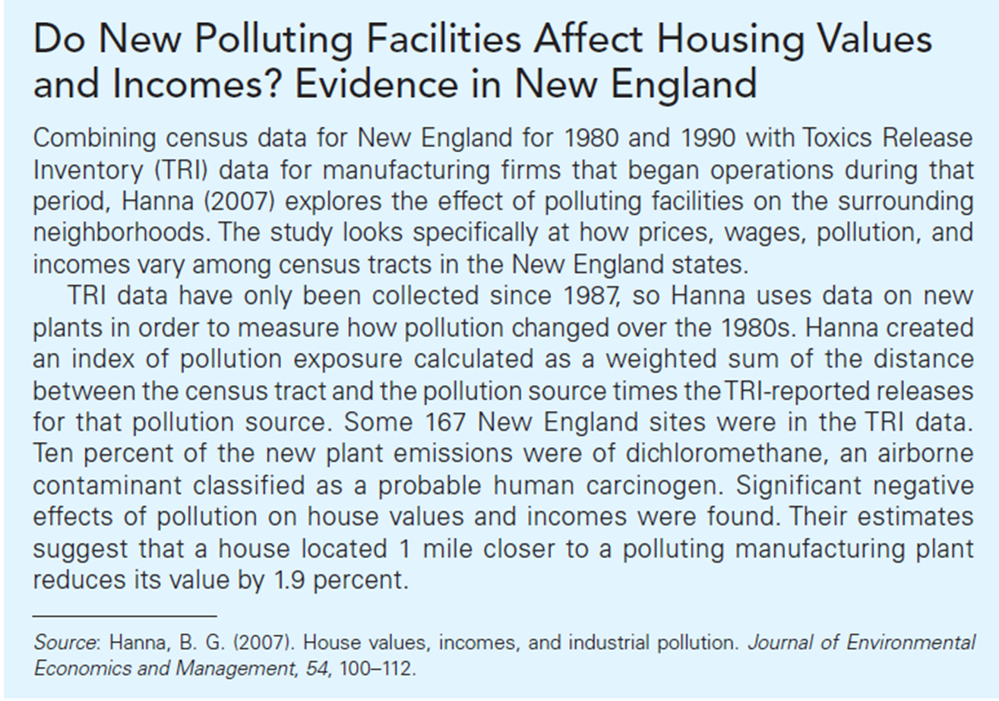 Do New Polluting Facilities Affect Housing Values
and Incomes? Evidence in New England
Combining census data for New England for 1980 and 1990 with Toxics Release
Inventory (TRI) data for manufacturing firms that began operations during that
period, Hanna (2007) explores the effect of polluting facilities on the surrounding
neighborhoods. The study looks specifically at how prices, wages, pollution, and
incomes vary among census tracts in the New England states.
TRI data have only been collected since 1987, so Hanna uses data on new
plants in order to measure how pollution changed over the 1980s. Hanna created
an index of pollution exposure calculated as a weighted sum of the distance
between the census tract and the pollution source times the TRI-reported releases
for that pollution source. Some 167 New England sites were in the TRI data.
Ten percent of the new plant emissions were of dichloromethane, an airborne
contaminant classified as a probable human carcinogen. Significant negative
effects of pollution on house values and incomes were found. Their estimates
suggest that a house located 1 mile closer to a polluting manufacturing plant
reduces its value by 1.9 percent.
Source: Hanna, B. G. (2007). House values, incomes, and industrial pollution. Journal of Environmental
Economics and Management, 54, 100–112.